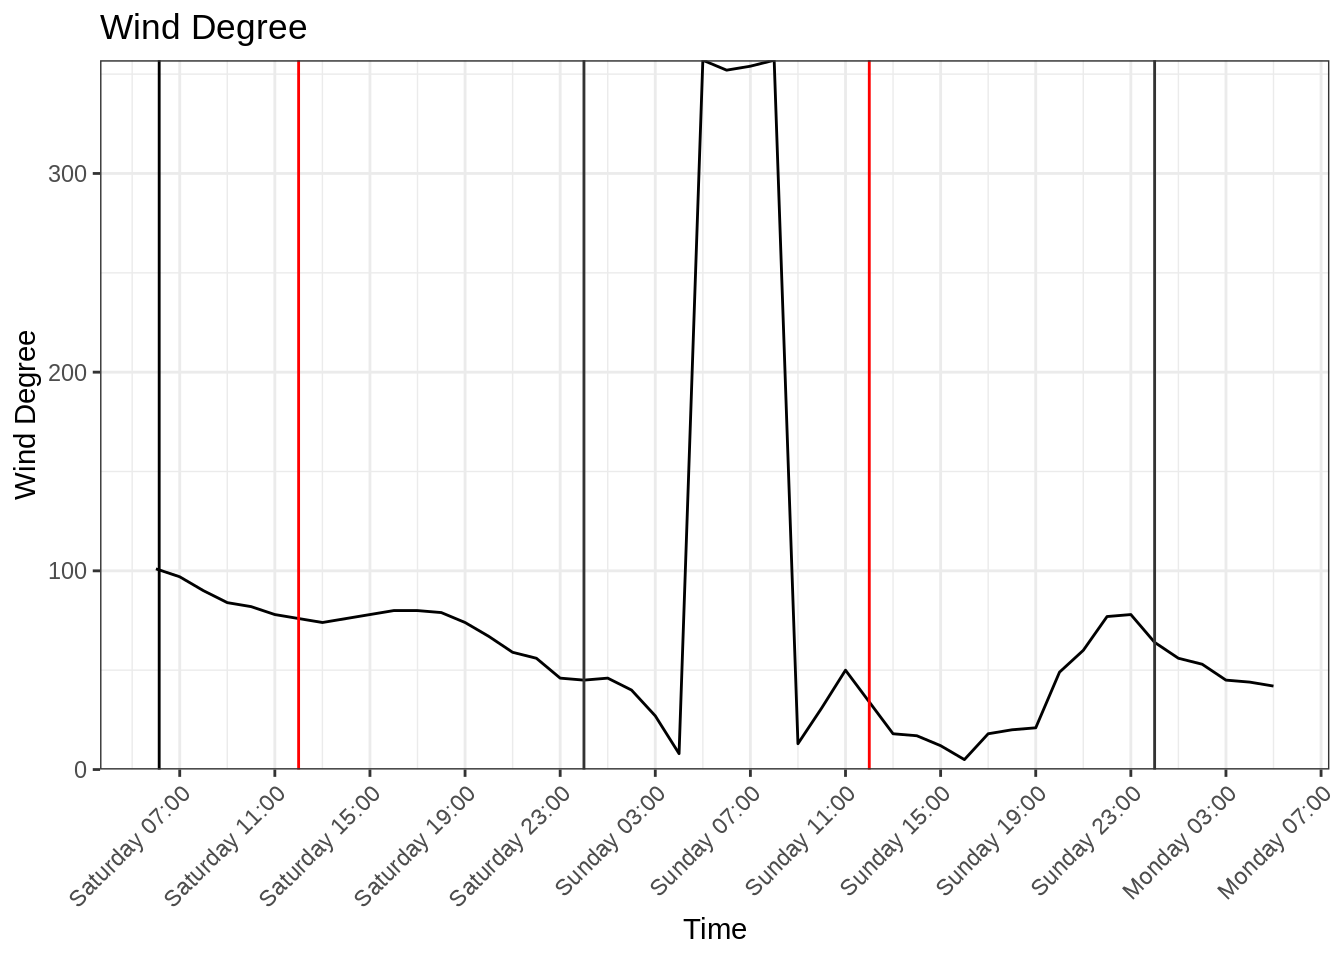 Wind Degree
Wind Degree
300
200
100
0
Saturday 07:00
Saturday 11:00
Saturday 15:00
Saturday 19:00
Saturday 23:00
Sunday 03:00
Sunday 07:00
Sunday 11:00
Sunday 15:00
Sunday 19:00
Sunday 23:00
Monday 03:00
Monday 07:00
Time